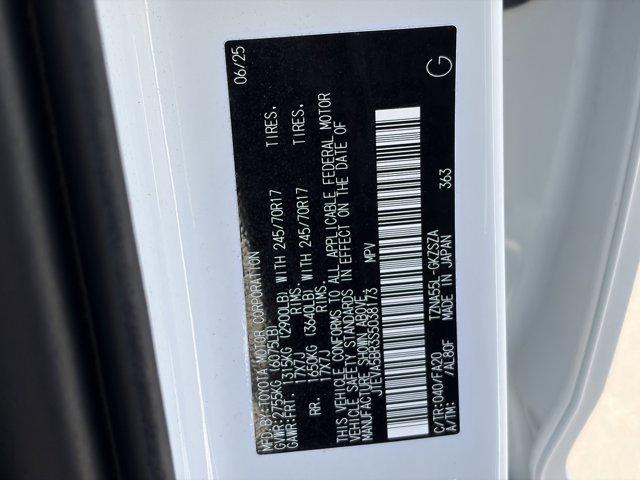 MFD.BY:TOYOTA MOTOR CORPORATION 06/25
GVWR:2755KG (6075LB)
GAWR:FRT. 1315KG (2900LB) WITH 245/70R17 TIRES.
17X7J RIMS.
RR. 1650KG (3640LB) WITH 245/70R17 TIRES.
17X7J RIMS.
THIS VEHICLE CONFORMS TO ALL APPLICABLE FEDERAL MOTOR
VEHICLE SAFETY STANDARDS IN EFFECT ON THE DATE OF
MANUFACTURE SHOWN ABOVE.
JTEVA5BR3S5038173 MPV
C/TR:040/FA20 TZNA55L-GKZSZA
A/TM: /AE80F MADE IN JAPAN 363
G